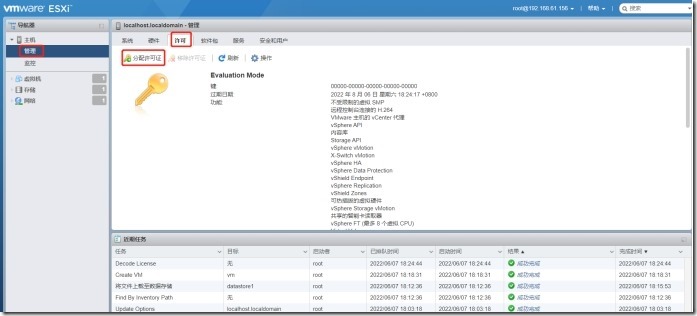 vmware ESXi
root@192.168.61.156 | 帮助 | 搜索
导航器
localhost.localdomain - 管理
主机
管理
监控
虚拟机 1
存储 1
网络 1
系统 硬件 许可 软件包 服务 安全和用户
分配许可证 移除许可证 刷新 操作
Evaluation Mode
键 00000-00000-00000-00000-00000
过期日期 2022 年 8 月 06 日 星期六 18:24:17 +0800
功能 不受限制的虚拟 SMP
远程控制台连接的 H.264
VMware 主机的 vCenter 代理
vSphere API
内容库
Storage API
vSphere vMotion
X-Switch vMotion
vSphere HA
vSphere Data Protection
vShield Endpoint
vSphere Replication
vShield Zones
可热插拔的虚拟硬件
vSphere Storage vMotion
共享的智能卡读取器
vSphere FT (最多 8 个虚拟 CPU)
近期任务
任务 目标 启动者 已排队时间 启动时间 结果 完成时间
Decode License 无 root 2022/06/07 18:24:44 2022/06/07 18:24:44 成功完成 2022/06/07 18:24:44
Create VM vm root 2022/06/07 18:18:31 2022/06/07 18:18:31 成功完成 2022/06/07 18:18:31
将文件上载至数据存储 datastore1 root 2022/06/07 18:12:36 2022/06/07 18:12:36 成功完成 2022/06/07 18:15:53
Find By Inventory Path 无 root 2022/06/07 18:12:36 2022/06/07 18:12:36 成功完成 2022/06/07 18:12:36
Update Options localhost.localdomain root 2022/06/07 18:03:18 2022/06/07 18:03:18 成功完成 2022/06/07 18:03:18